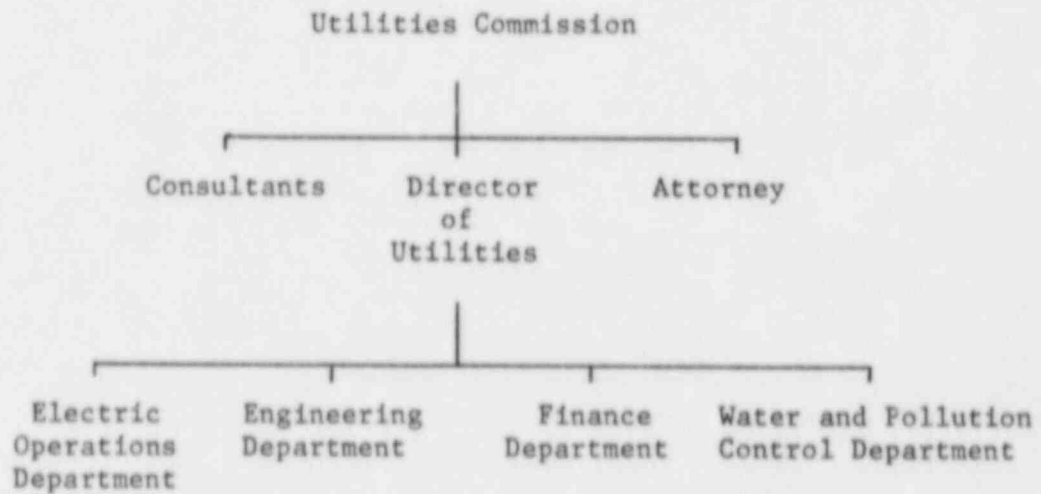 Utilities Commission
Consultants
Director
of
Utilities
Attorney
Electric
Operations
Department
Engineering
Department
Finance
Department
Water and Pollution
Control Department